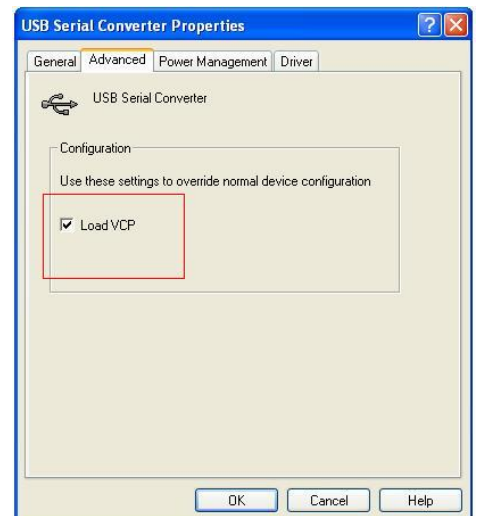 USB Serial Converter Properties
General Advanced Power Management Driver
USB Serial Converter
Configuration
Use these settings to override normal device configuration
Load VCP
OK Cancel Help